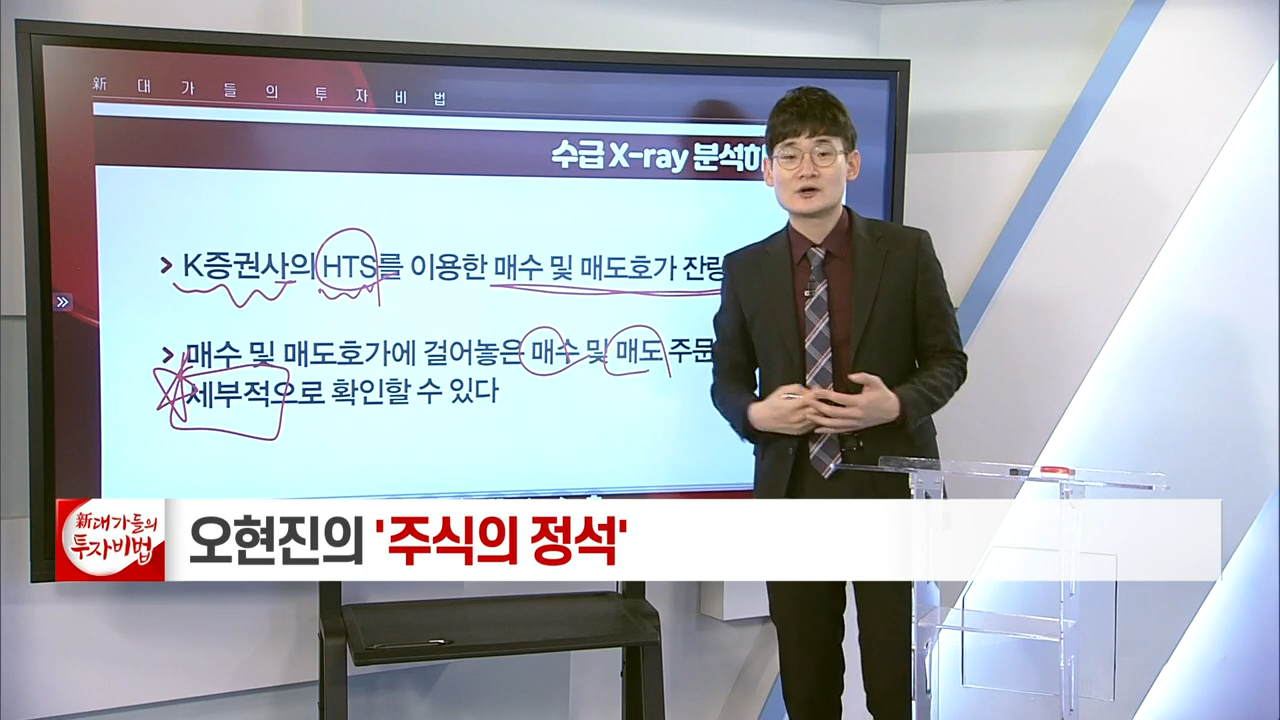 新 대 가 들 의 투 자 비 법
수급 X-ray 분석하
K증권사의 HTS를 이용한 매수 및 매도호가 잔량
매수 및 매도호가에 걸어놓은 매수 및 매도 주문
세부적으로 확인할 수 있다
新대가들의
투자비법
오현진의 '주식의 정석'